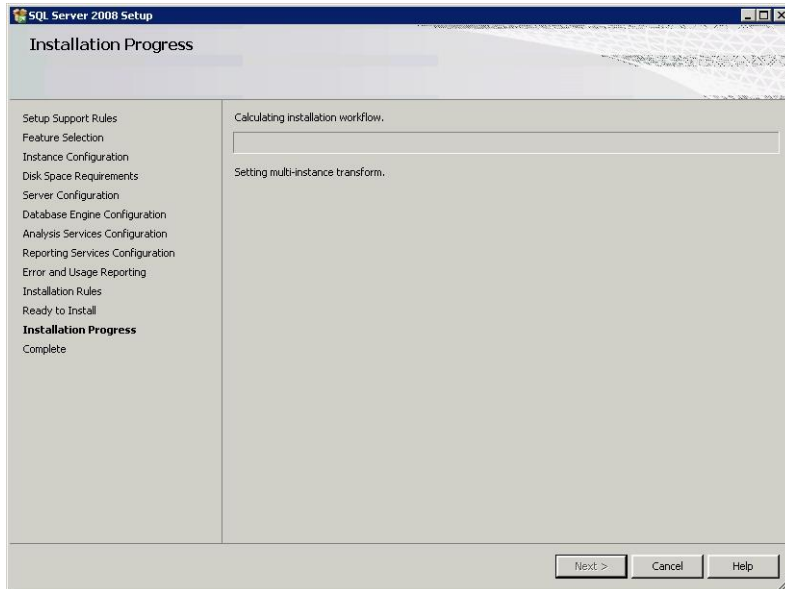 SQL Server 2008 Setup
Installation Progress
Setup Support Rules
Feature Selection
Instance Configuration
Disk Space Requirements
Server Configuration
Database Engine Configuration
Analysis Services Configuration
Reporting Services Configuration
Error and Usage Reporting
Installation Rules
Ready to Install
Installation Progress
Complete
Calculating installation workflow.
Setting multi-instance transform.
Next >
Cancel
Help